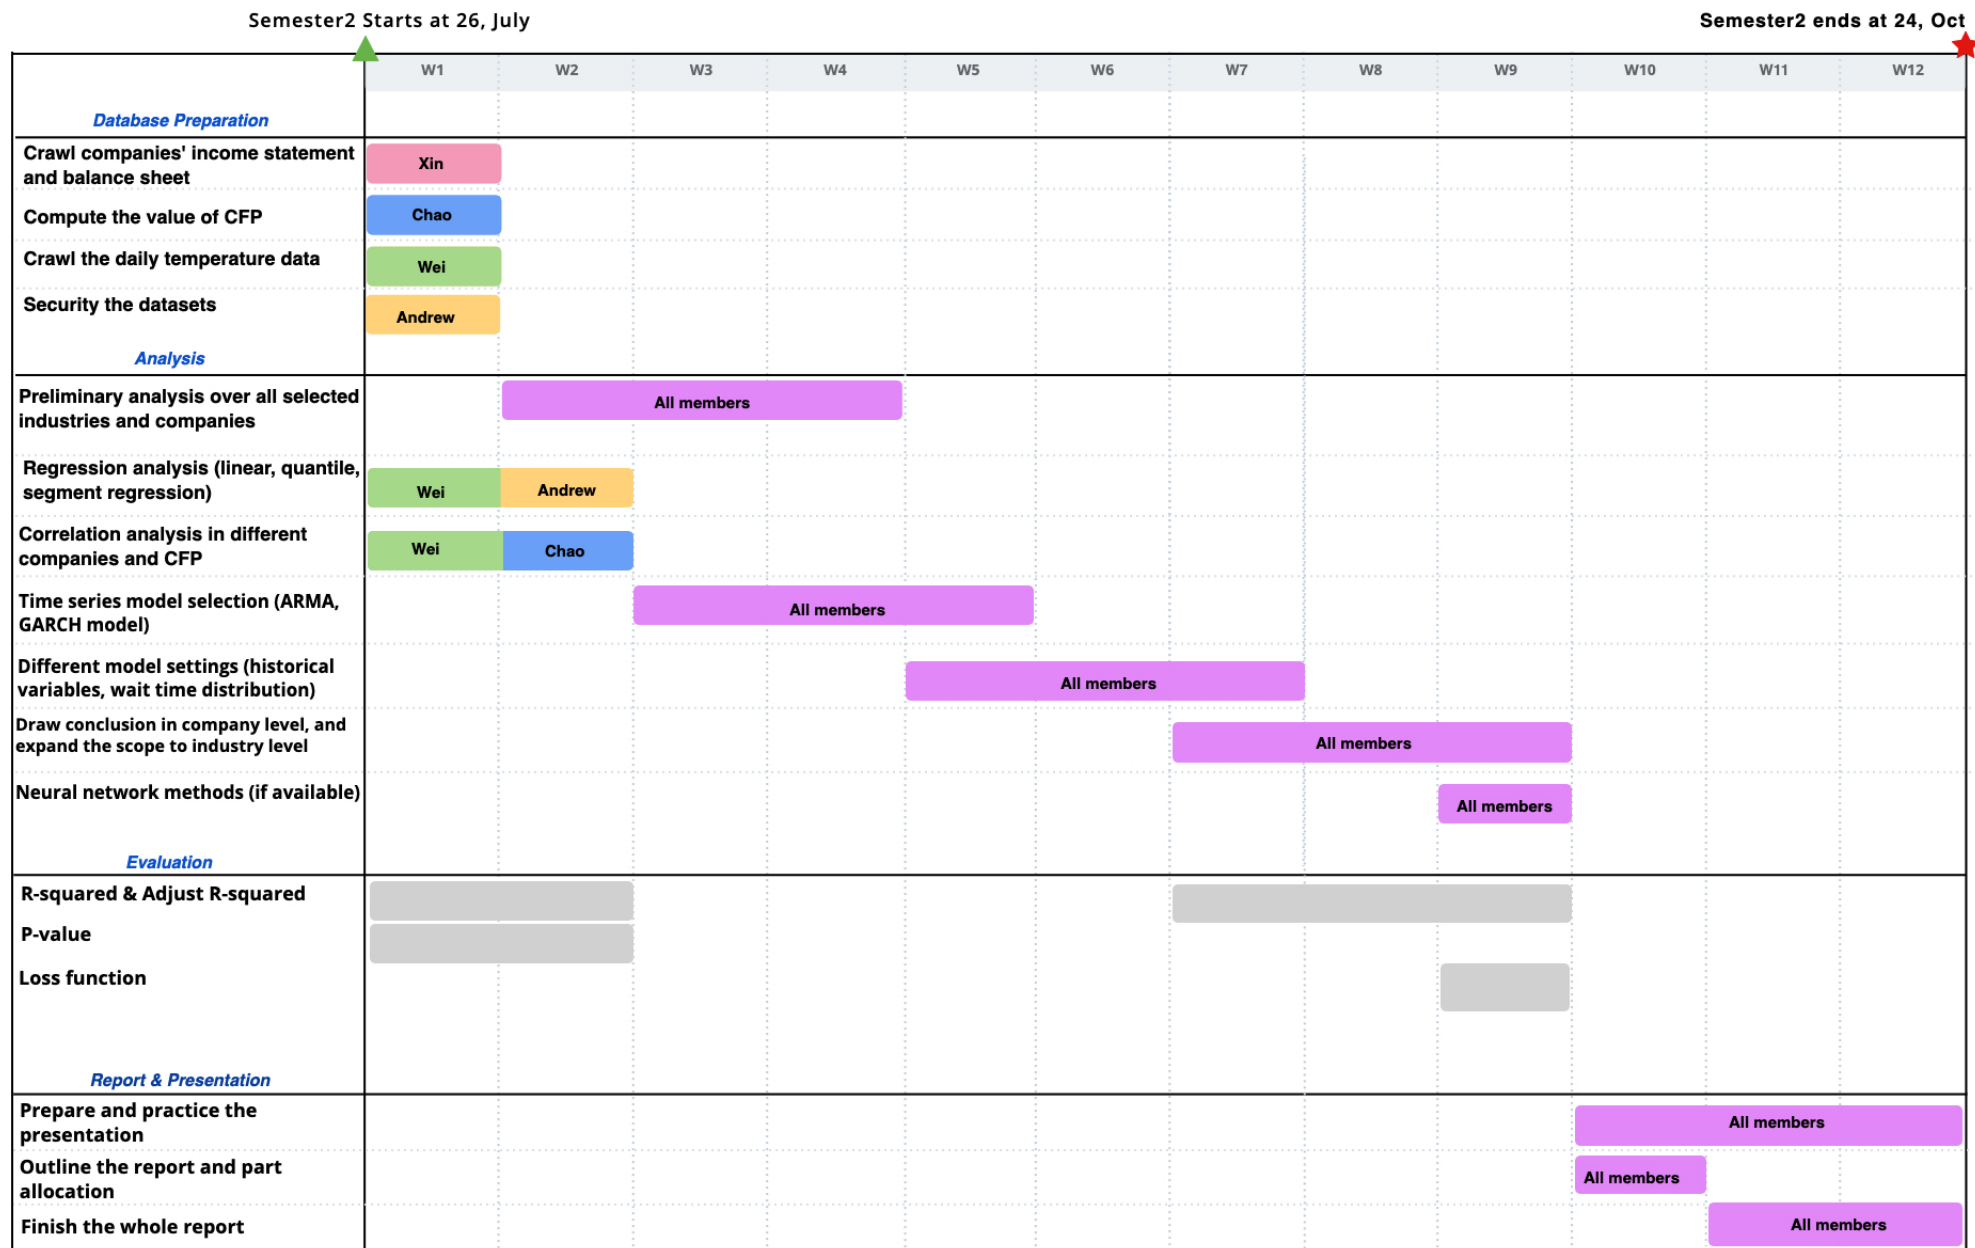 Semester2 Starts at 26, July
Semester2 ends at 24, Oct
W1 W2 W3 W4 W5 W6 W7 W8 W9 W10 W11 W12
Database Preparation
Crawl companies' income statement
and balance sheet
Xin
Compute the value of CFP
Chao
Crawl the daily temperature data
Wei
Security the datasets
Andrew
Analysis
Preliminary analysis over all selected
industries and companies
All members
Regression analysis (linear, quantile,
segment regression)
Wei
Andrew
Correlation analysis in different
companies and CFP
Wei
Chao
Time series model selection (ARMA,
GARCH model)
All members
Different model settings (historical
variables, wait time distribution)
All members
Draw conclusion in company level, and
expand the scope to industry level
All members
Neural network methods (if available)
All members
Evaluation
R-squared & Adjust R-squared
P-value
Loss function
Report & Presentation
Prepare and practice the
presentation
All members
Outline the report and part
allocation
All members
Finish the whole report
All members